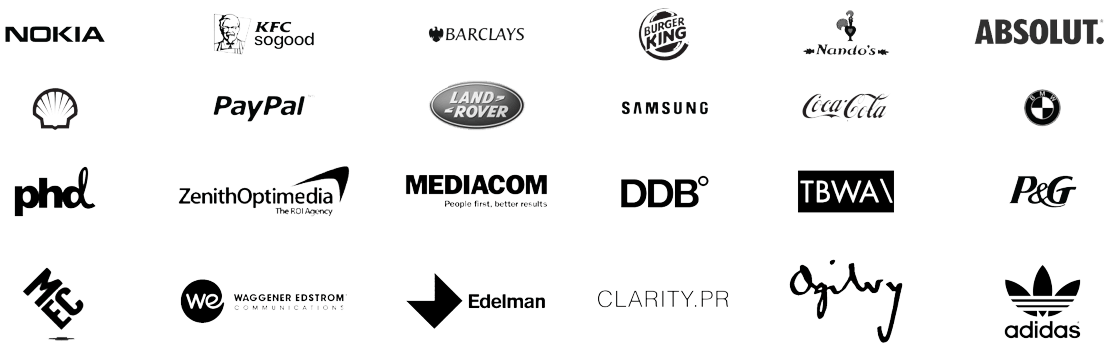 NOKIA
KFC
sogood
BARCLAYS
BURGER
KING
Nando's
ABSOLUT.
PayPal
LAND-
-ROVER
SAMSUNG
Coca-Cola
BMW
phd
ZenithOptimedia
The ROI Agency
MEDIACOM
People first, better results
DDB°
TBWA\
P&G
MEC
we
WAGGENER EDSTROM
COMMUNICATIONS
Edelman
CLARITY.PR
Ogilvy
adidas